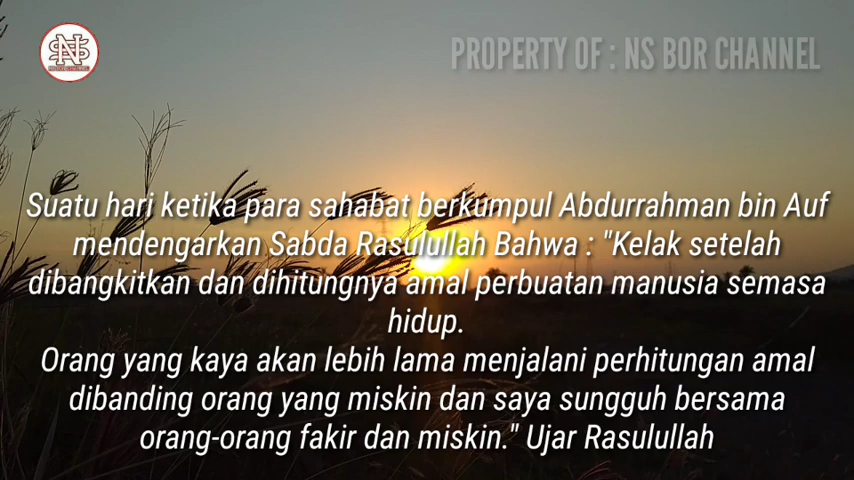 PROPERTY OF : NS BOR CHANNEL
Suatu hari ketika para sahabat berkumpul Abdurrahman bin Auf
mendengarkan Sabda Rasulullah Bahwa : "Kelak setelah
dibangkitkan dan dihitungnya amal perbuatan manusia semasa
hidup.
Orang yang kaya akan lebih lama menjalani perhitungan amal
dibanding orang yang miskin dan saya sungguh bersama
orang-orang fakir dan miskin." Ujar Rasulullah